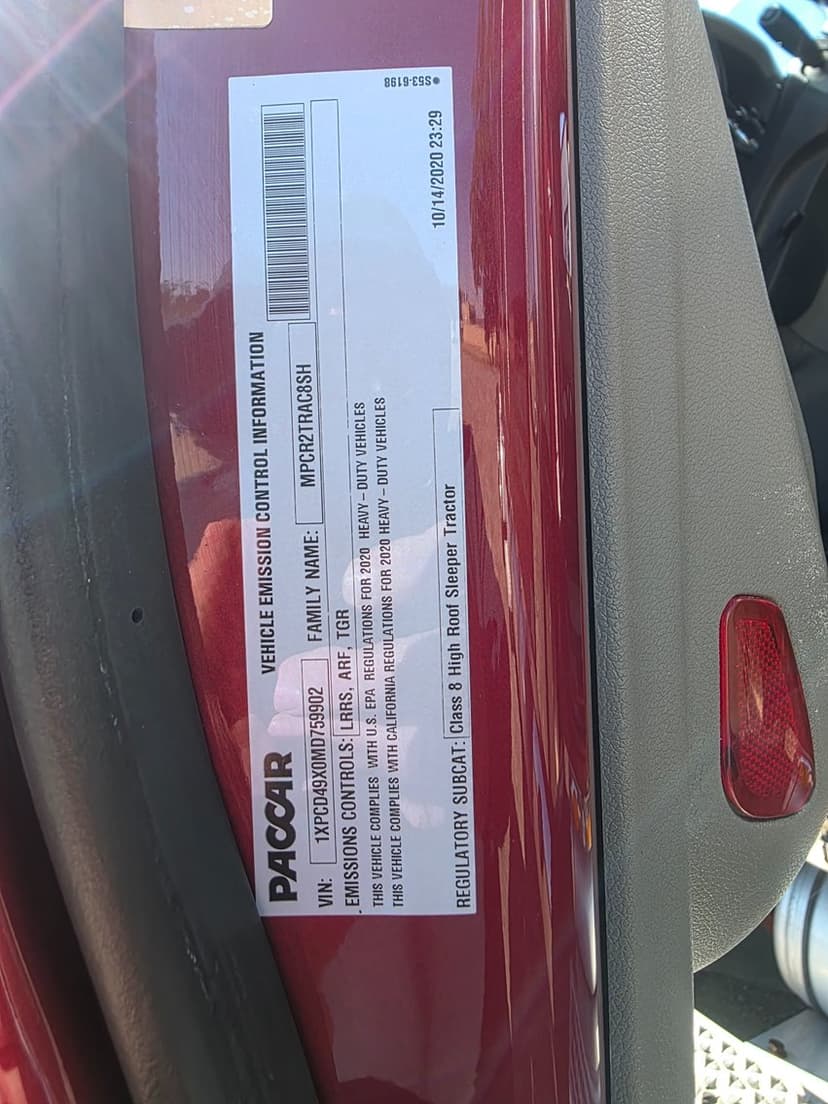 PACCAR VEHICLE EMISSION CONTROL INFORMATION
VIN: 1XPCD49X0MD759902 FAMILY NAME: MPCR2TRAC8SH
EMISSIONS CONTROLS: LRRS, ARF, TGR
THIS VEHICLE COMPLIES WITH U.S. EPA REGULATIONS FOR 2020 HEAVY – DUTY VEHICLES
THIS VEHICLE COMPLIES WITH CALIFORNIA REGULATIONS FOR 2020 HEAVY – DUTY VEHICLES
10/14/2020 23:29
REGULATORY SUBCAT: Class 8 High Roof Sleeper Tractor
S53-6198